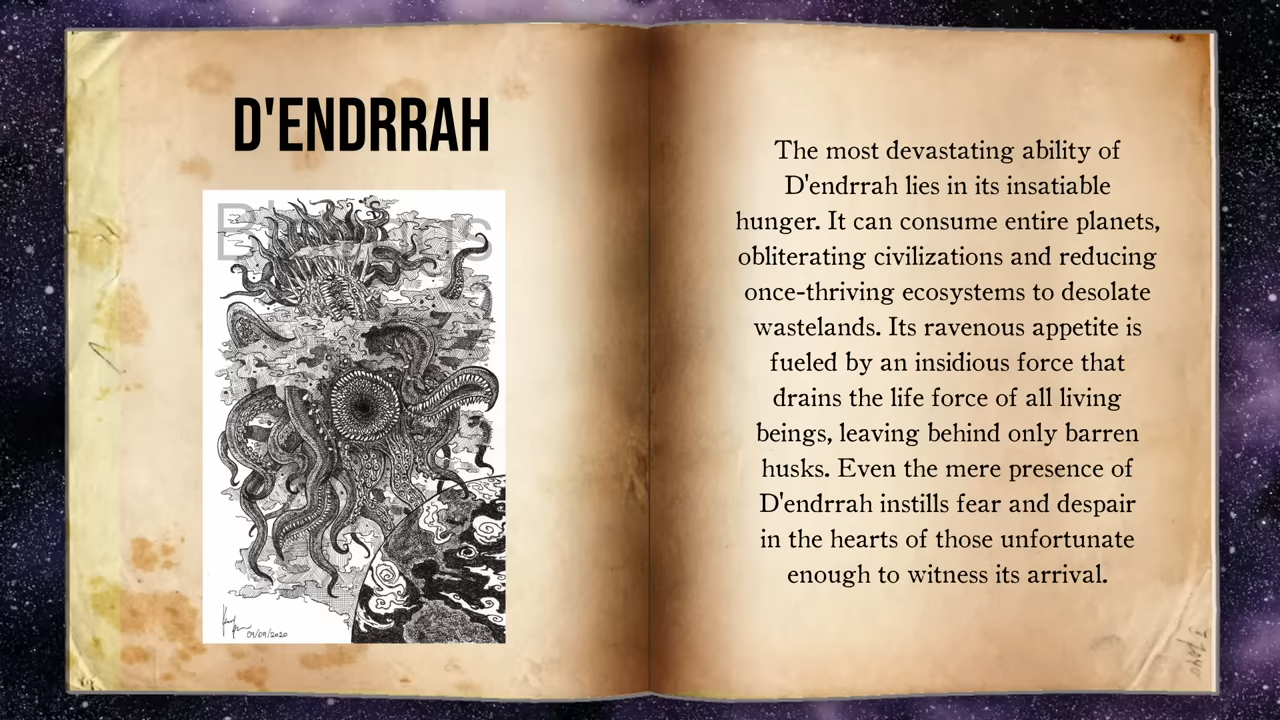 D'ENDRRAH
09/09/2020
The most devastating ability of
D'endrrah lies in its insatiable
hunger. It can consume entire planets,
obliterating civilizations and reducing
once-thriving ecosystems to desolate
wastelands. Its ravenous appetite is
fueled by an insidious force that
drains the life force of all living
beings, leaving behind only barren
husks. Even the mere presence of
D'endrrah instills fear and despair
in the hearts of those unfortunate
enough to witness its arrival.